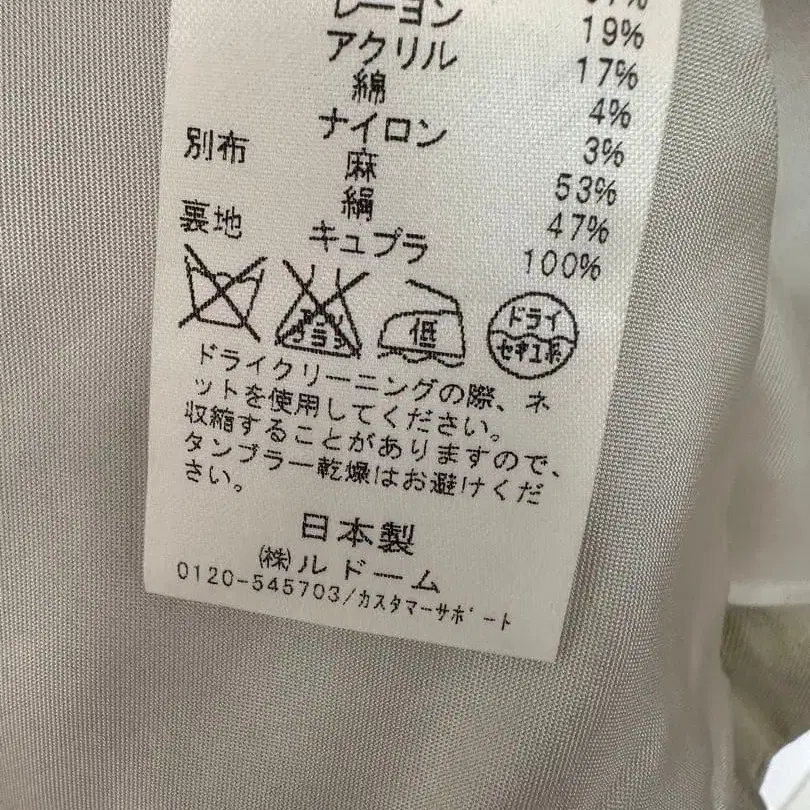 レーヨン 19%
アクリル 17%
綿 4%
ナイロン 3%
別布 麻 53%
絹 47%
裏地 キュプラ 100%
低 ドライ
セキユ系
ドライクリーニングの際、ネ
ットを使用してください。
収縮することがありますので、
タンブラー乾燥はお避けくだ
さい。
日本製
㈱ルドーム
0120-545703/カスタマーサポート